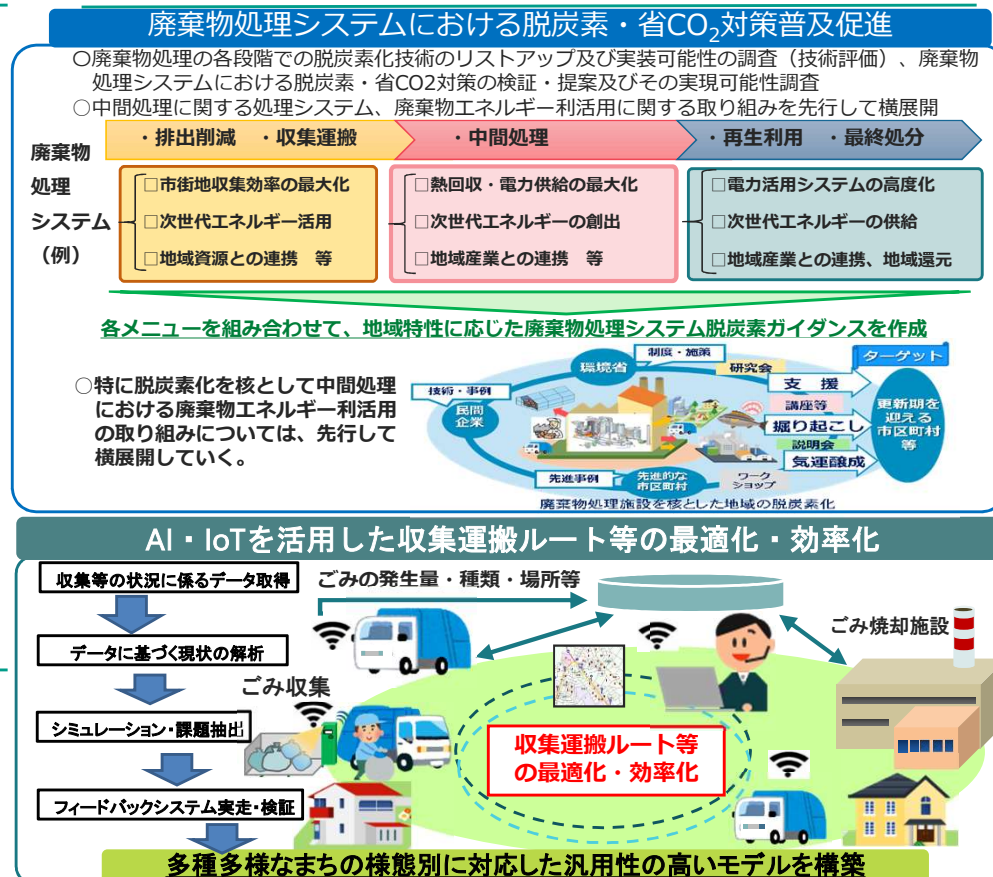 廃棄物処理システムにおける脱炭素・省CO2対策普及促進
〇廃棄物処理の各段階での脱炭素化技術のリストアップ及び実装可能性の調査（技術評価）、廃棄物
処理システムにおける脱炭素・省CO2対策の検証・提案及びその実現可能性調査
○中間処理に関する処理システム、廃棄物エネルギー利活用に関する取り組みを先行して横展開
廃棄物
処理
システム
（例）
・排出削減　・収集運搬
・中間処理
・再生利用　・最終処分
□市街地収集効率の最大化
□次世代エネルギー活用
□地域資源との連携　等
□熱回収・電力供給の最大化
□次世代エネルギーの創出
□地域産業との連携　等
□電力活用システムの高度化
□次世代エネルギーの供給
□地域産業との連携、地域還元
各メニューを組み合わせて、地域特性に応じた廃棄物処理システム脱炭素ガイダンスを作成
○特に脱炭素化を核として中間処理
における廃棄物エネルギー利活用
の取り組みについては、先行して
横展開していく。
制度・施策
環境省
研究会
ターゲット
技術・事例
民間
企業
支　援
講座等
掘り起こし
説明会
気運醸成
更新期を
迎える
市区町村
等
先進事例
先進的な
市区町村
ワーク
ショップ
廃棄物処理施設を核とした地域の脱炭素化
AI・IoTを活用した収集運搬ルート等の最適化・効率化
収集等の状況に係るデータ取得
データに基づく現状の解析
シミュレーション・課題抽出
フィードバックシステム実走・検証
ごみの発生量・種類・場所等
ごみ焼却施設
ごみ収集
収集運搬ルート等
の最適化・効率化
多種多様なまちの様態別に対応した汎用性の高いモデルを構築